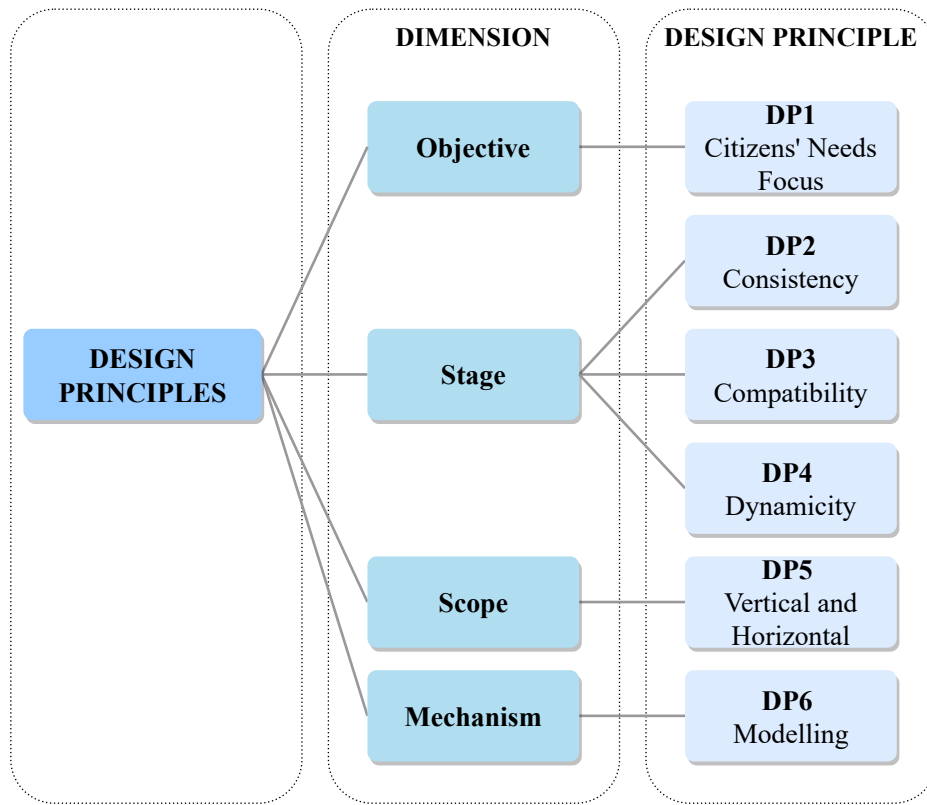 DIMENSION
DESIGN PRINCIPLE
DESIGN
PRINCIPLES
Objective
Stage
Scope
Mechanism
DP1
Citizens' Needs
Focus
DP2
Consistency
DP3
Compatibility
DP4
Dynamicity
DP5
Vertical and
Horizontal
DP6
Modelling